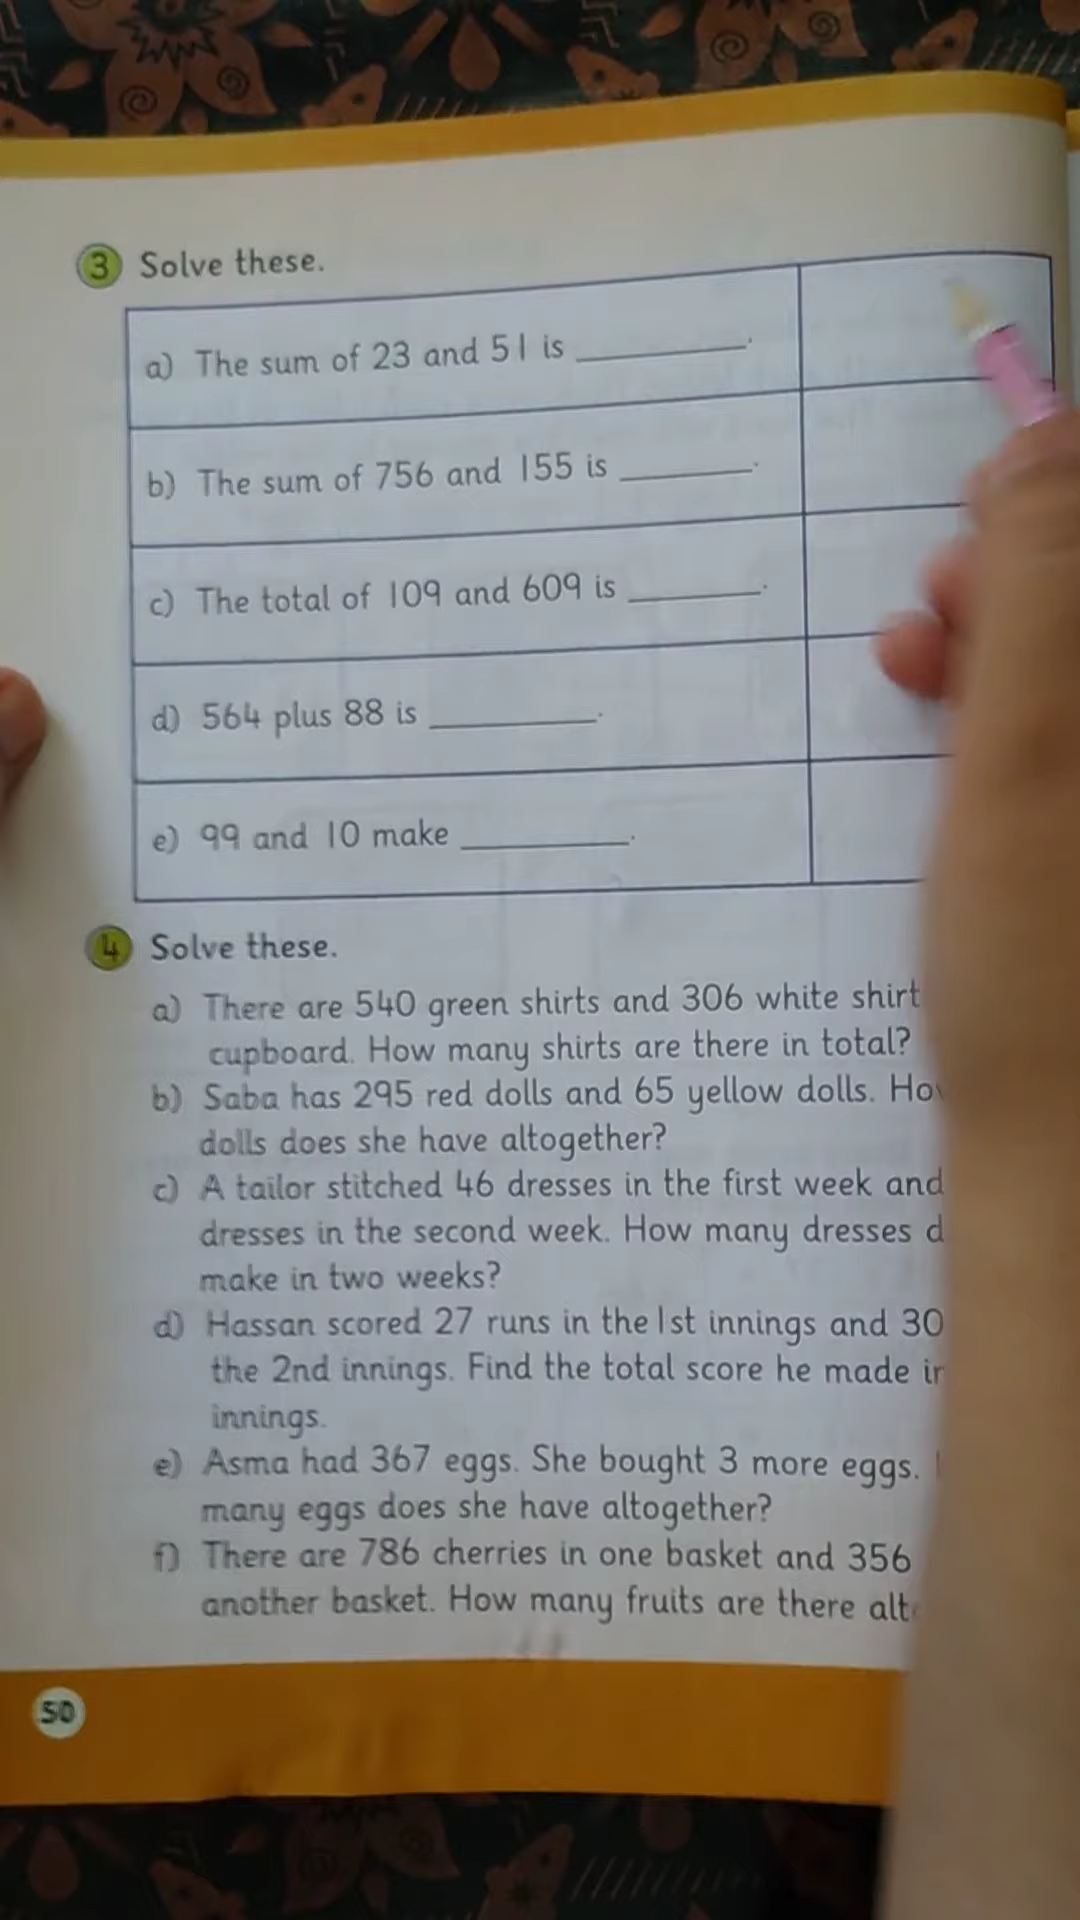 3 Solve these.
a) The sum of 23 and 51 is ________.
b) The sum of 756 and 155 is ________.
c) The total of 109 and 609 is ________.
d) 564 plus 88 is ________.
e) 99 and 10 make ________.
4 Solve these.
a) There are 540 green shirts and 306 white shirt
cupboard. How many shirts are there in total?
b) Saba has 295 red dolls and 65 yellow dolls.
dolls does she have altogether?
c) A tailor stitched 46 dresses in the first week and
dresses in the second week. How many dresses
make in two weeks?
d) Hassan scored 27 runs in the 1st innings and 30
the 2nd innings. Find the total score he made
innings.
e) Asma had 367 eggs. She bought 3 more eggs.
many eggs does she have altogether?
f) There are 786 cherries in one basket and 356
another basket. How many fruits are there
50